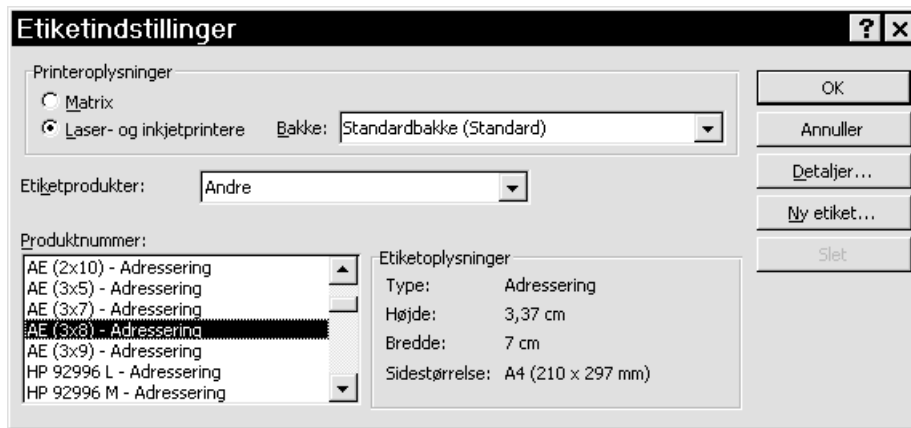 Etiketindstillinger
Printeroplysninger
Matrix
Laser- og inkjetprintere Bakke: Standardbakke (Standard)
Etiketprodukter: Andre
Produktnummer:
AE (2x10) - Adressering
AE (3x5) - Adressering
AE (3x7) - Adressering
AE (3x8) - Adressering
AE (3x9) - Adressering
HP 92996 L - Adressering
HP 92996 M - Adressering
Etiketoplysninger
Type: Adressering
Højde: 3,37 cm
Bredde: 7 cm
Sidestørrelse: A4 (210 x 297 mm)
OK
Annuller
Detaljer...
Ny etiket...
Slet